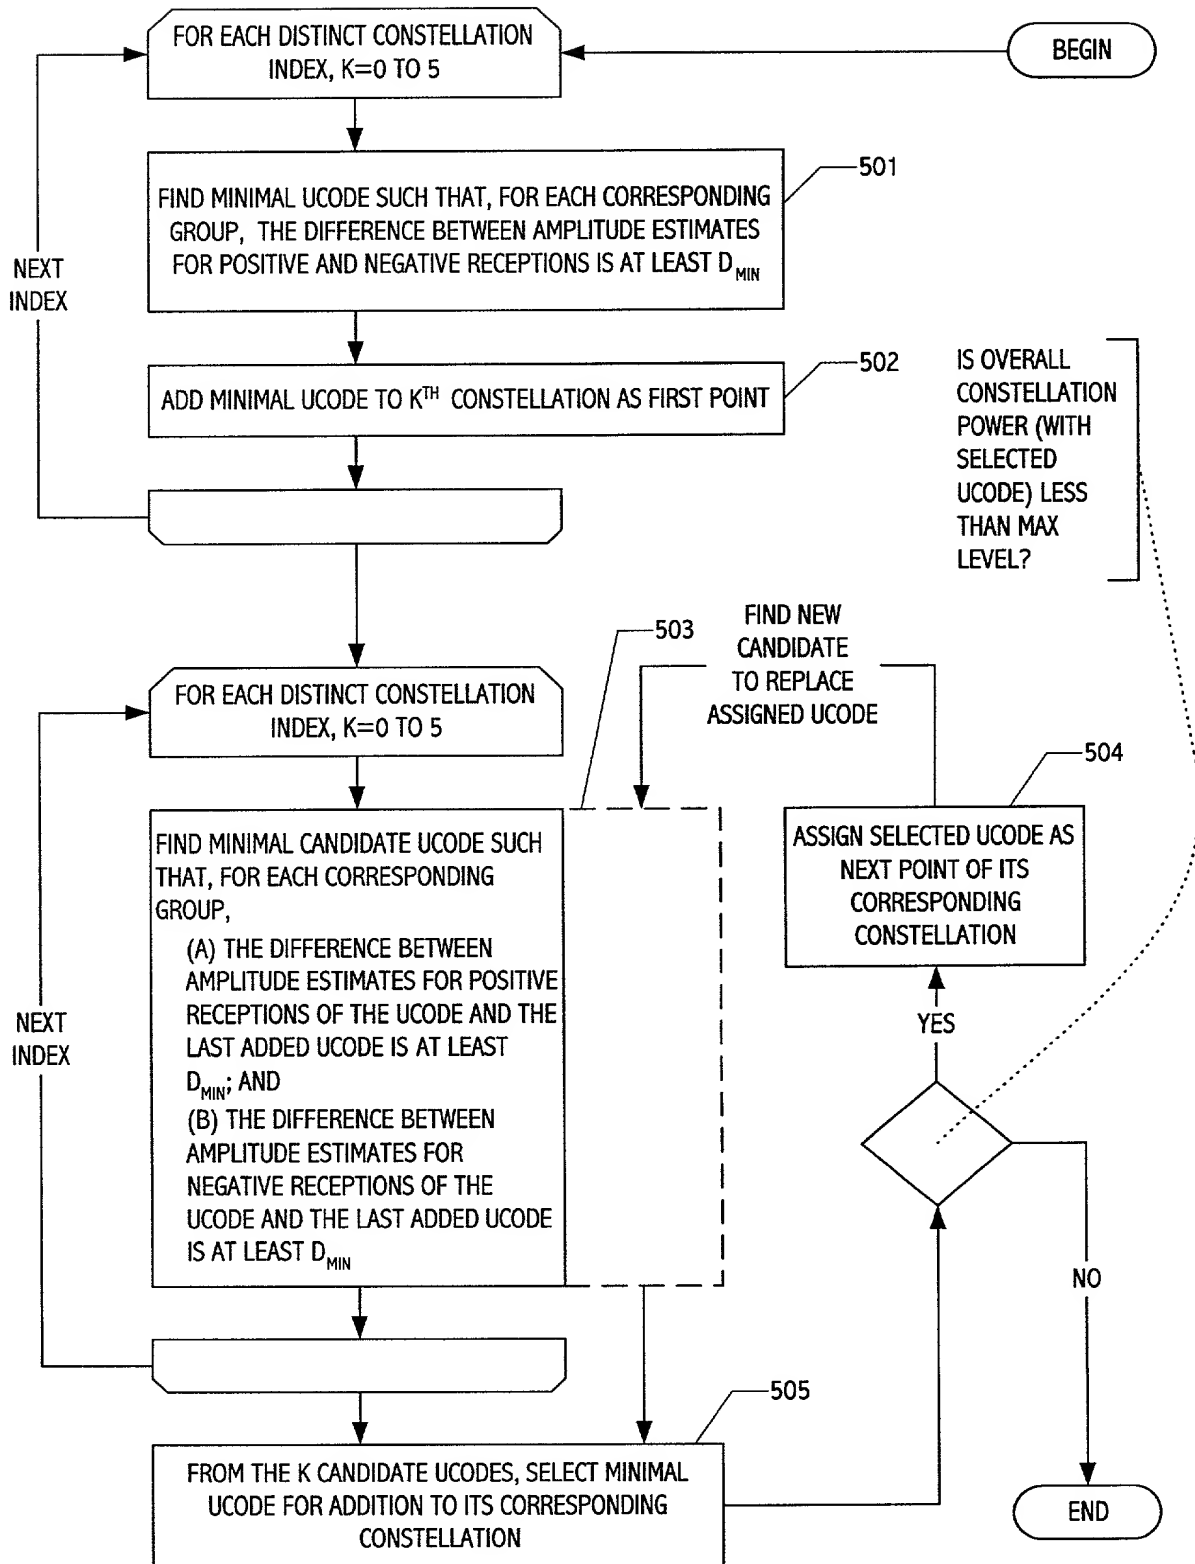 FOR EACH DISTINCT CONSTELLATION
INDEX, K=0 TO 5
BEGIN
501
FIND MINIMAL UCODE SUCH THAT, FOR EACH CORRESPONDING
GROUP, THE DIFFERENCE BETWEEN AMPLITUDE ESTIMATES
FOR POSITIVE AND NEGATIVE RECEPTIONS IS AT LEAST D_MIN
NEXT
INDEX
502
ADD MINIMAL UCODE TO K^TH CONSTELLATION AS FIRST POINT
IS OVERALL
CONSTELLATION
POWER (WITH
SELECTED
UCODE) LESS
THAN MAX
LEVEL?
503
FIND NEW
CANDIDATE
TO REPLACE
ASSIGNED UCODE
FOR EACH DISTINCT CONSTELLATION
INDEX, K=0 TO 5
504
ASSIGN SELECTED UCODE AS
NEXT POINT OF ITS
CORRESPONDING
CONSTELLATION
FIND MINIMAL CANDIDATE UCODE SUCH
THAT, FOR EACH CORRESPONDING
GROUP,
(A) THE DIFFERENCE BETWEEN
AMPLITUDE ESTIMATES FOR POSITIVE
RECEPTIONS OF THE UCODE AND THE
LAST ADDED UCODE IS AT LEAST
D_MIN; AND
(B) THE DIFFERENCE BETWEEN
AMPLITUDE ESTIMATES FOR
NEGATIVE RECEPTIONS OF THE
UCODE AND THE LAST ADDED UCODE
IS AT LEAST D_MIN
NEXT
INDEX
YES
NO
505
FROM THE K CANDIDATE UCODES, SELECT MINIMAL
UCODE FOR ADDITION TO ITS CORRESPONDING
CONSTELLATION
END